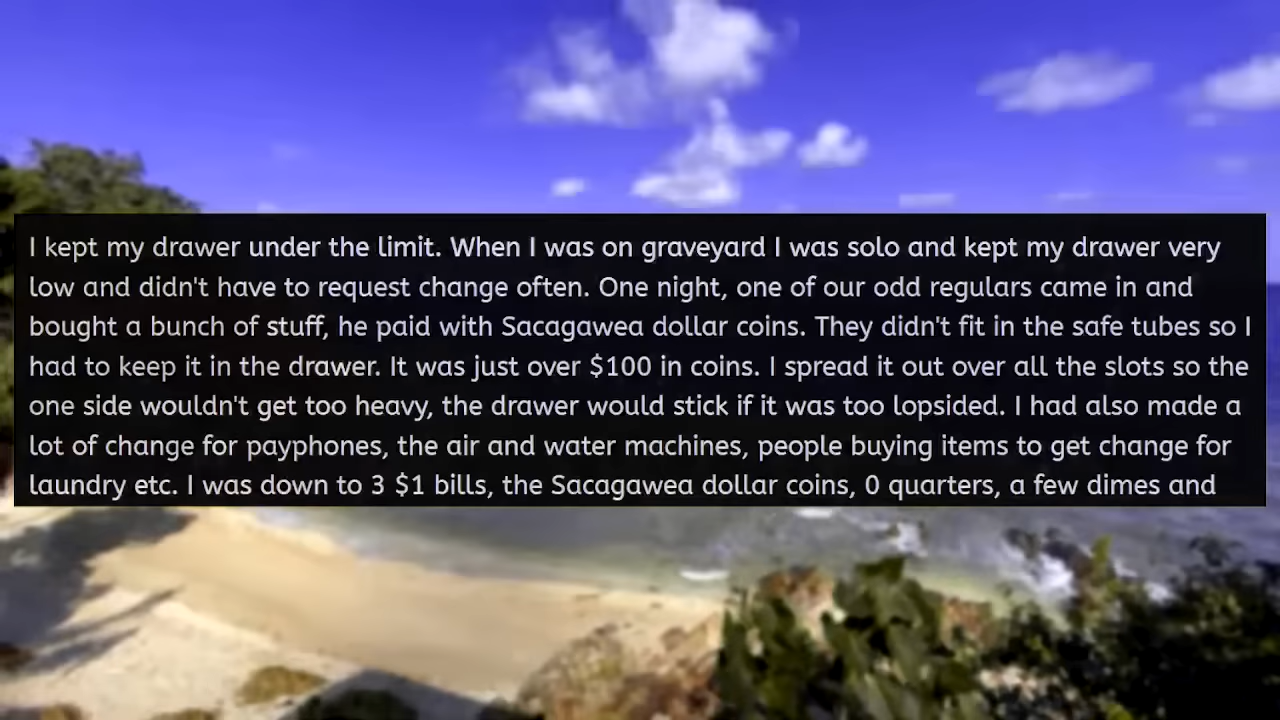 I kept my drawer under the limit. When I was on graveyard I was solo and kept my drawer very
low and didn't have to request change often. One night, one of our odd regulars came in and
bought a bunch of stuff, he paid with Sacagawea dollar coins. They didn't fit in the safe tubes so I
had to keep it in the drawer. It was just over $100 in coins. I spread it out over all the slots so the
one side wouldn't get too heavy, the drawer would stick if it was too lopsided. I had also made a
lot of change for payphones, the air and water machines, people buying items to get change for
laundry etc. I was down to 3 $1 bills, the Sacagawea dollar coins, 0 quarters, a few dimes and